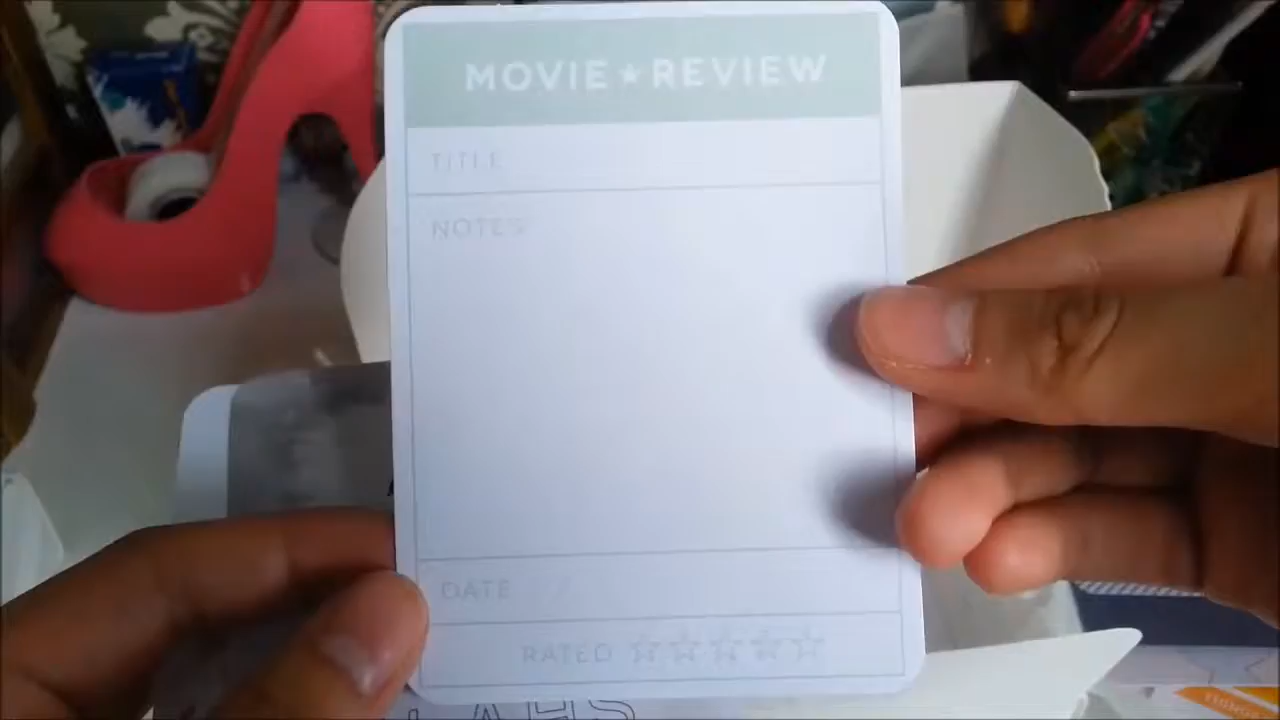 MOVIE ★ REVIEW
TITLE
NOTES
DATE
RATED ☆☆☆☆☆